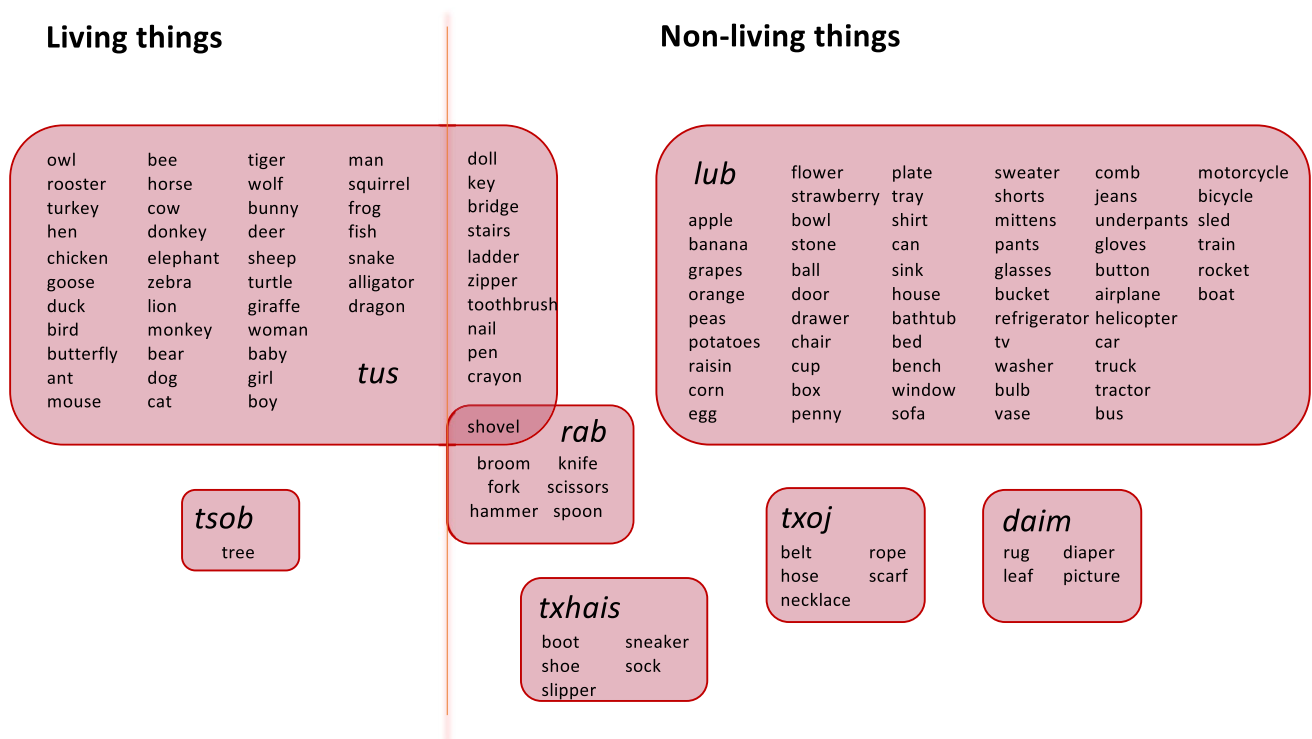 Living things
Non-living things
owl bee tiger man doll
rooster horse wolf squirrel key
turkey cow bunny frog bridge
hen donkey deer fish stairs
chicken elephant sheep snake ladder
goose zebra turtle alligator zipper
duck lion giraffe dragon toothbrush
bird monkey woman nail
butterfly bear baby pen
ant dog girl crayon
mouse cat boy
tus
lub
flower plate sweater comb motorcycle
strawberry tray shorts jeans bicycle
apple bowl shirt mittens underpants sled
banana stone can pants gloves train
grapes ball sink glasses button rocket
orange door house bucket airplane boat
peas drawer bathtub refrigerator helicopter
potatoes chair bed tv car
raisin cup bench washer truck
corn box window bulb tractor
egg penny sofa vase bus
shovel
rab
broom knife
fork scissors
hammer spoon
tsob
tree
txoj
belt rope
hose scarf
necklace
daim
rug diaper
leaf picture
txhais
boot sneaker
shoe sock
slipper